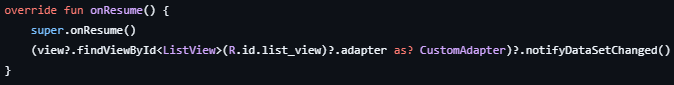 override fun onResume() {
    super.onResume()
    (view?.findViewById<ListView>(R.id.list_view)?.adapter as? CustomAdapter)?.notifyDataSetChanged()
}